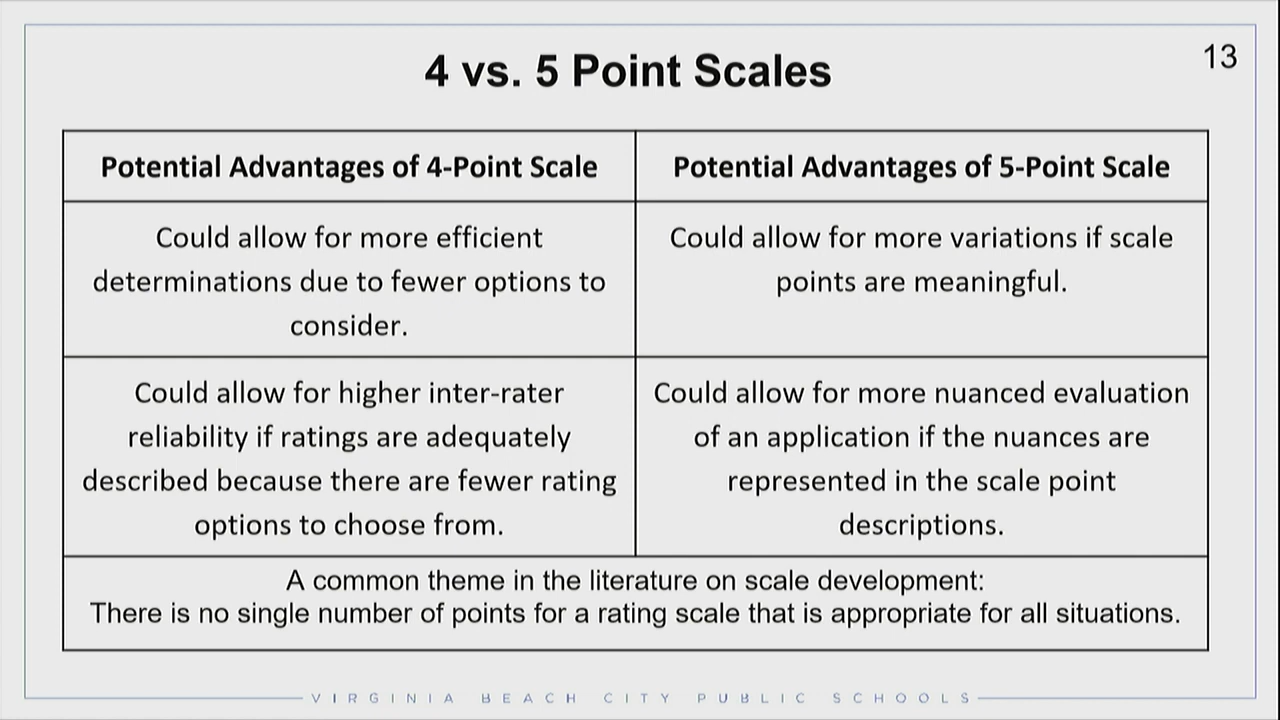 13
4 vs. 5 Point Scales
Potential Advantages of 4-Point Scale
Potential Advantages of 5-Point Scale
Could allow for more efficient
determinations due to fewer options to
consider.
Could allow for more variations if scale
points are meaningful.
Could allow for higher inter-rater
reliability if ratings are adequately
described because there are fewer rating
options to choose from.
Could allow for more nuanced evaluation
of an application if the nuances are
represented in the scale point
descriptions.
A common theme in the literature on scale development:
There is no single number of points for a rating scale that is appropriate for all situations.
VIRGINIA BEACH CITY PUBLIC SCHOOLS